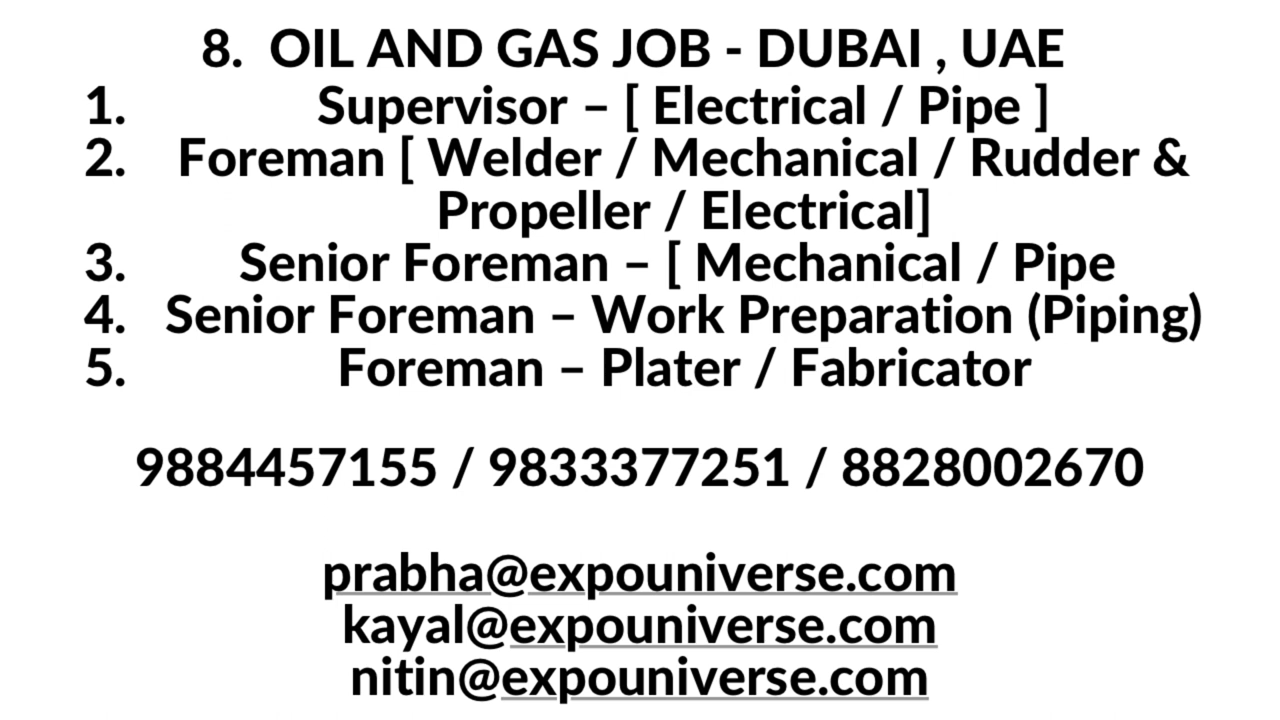 8. OIL AND GAS JOB - DUBAI , UAE
1. Supervisor – [ Electrical / Pipe ]
2. Foreman [ Welder / Mechanical / Rudder &
Propeller / Electrical]
3. Senior Foreman – [ Mechanical / Pipe
4. Senior Foreman – Work Preparation (Piping)
5. Foreman – Plater / Fabricator
9884457155 / 9833377251 / 8828002670
prabha@expouniverse.com
kayal@expouniverse.com
nitin@expouniverse.com